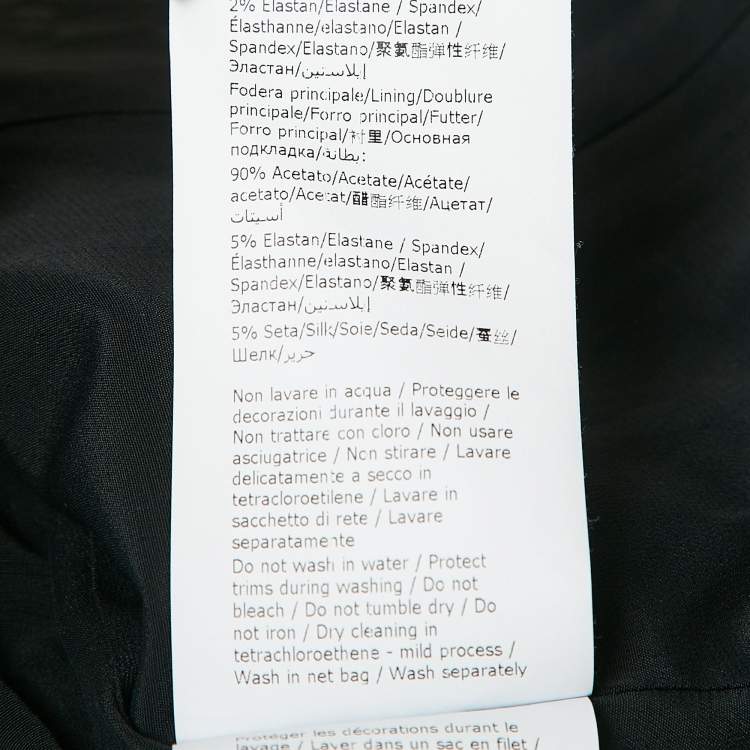 2% Elastan/Elastane / Spandex/
Élasthanne/elastano/Elastan /
Spandex/Elastano/聚氨酯弹性纤维/
Эластан/إيلاستين/
Fodera principale/Lining/Doublure
principale/Forro principal/Futter/
Forro principal/衬里/Основная
подкладка/بطانة:
90% Acetato/Acetate/Acétate/
acetato/Acetat/醋酯纤维/Ацетат/
أسيتات
5% Elastan/Elastane / Spandex/
Élasthanne/elastano/Elastan /
Spandex/Elastano/聚氨酯弹性纤维/
Эластан/إيلاستين/
5% Seta/Silk/Soie/Seda/Seide/蚕丝/
Шелк/حرير
Non lavare in acqua / Proteggere le
decorazioni durante il lavaggio /
Non trattare con cloro / Non usare
asciugatrice / Non stirare / Lavare
delicatamente a secco in
tetracloroetilene / Lavare in
sacchetto di rete / Lavare
separatamente
Do not wash in water / Protect
trims during washing / Do not
bleach / Do not tumble dry / Do
not iron / Dry cleaning in
tetrachloroethene - mild process /
Wash in net bag / Wash separately
Protéger les décorations durant le
lavage / Laver dans un sac en filet /